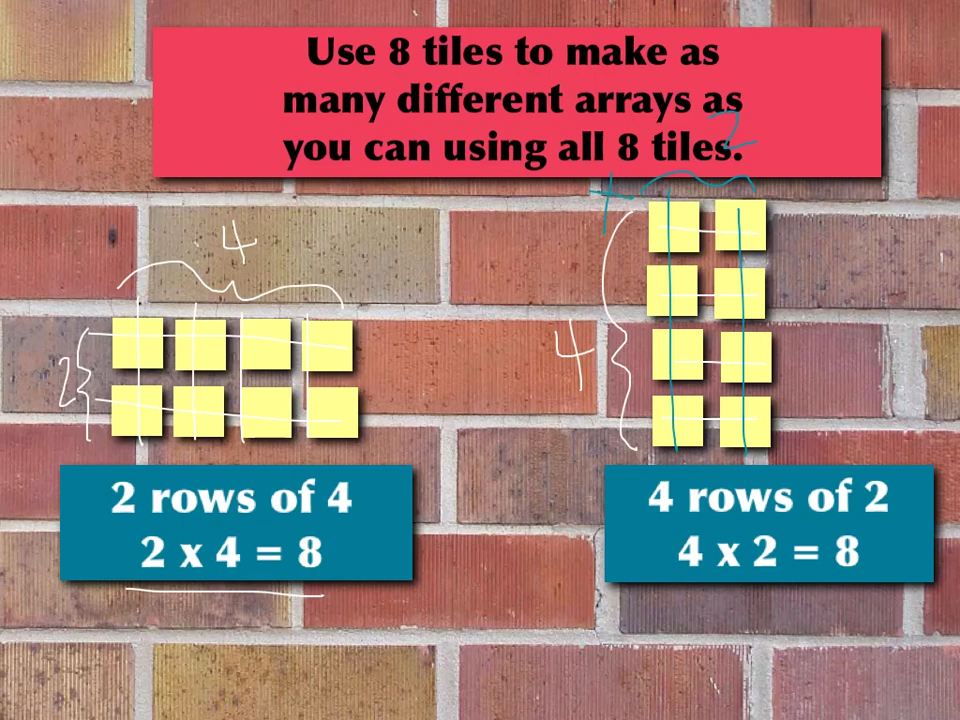 Use 8 tiles to make as
many different arrays as
you can using all 8 tiles.
2
4
4
2
4
2 rows of 4
2 x 4 = 8
4 rows of 2
4 x 2 = 8